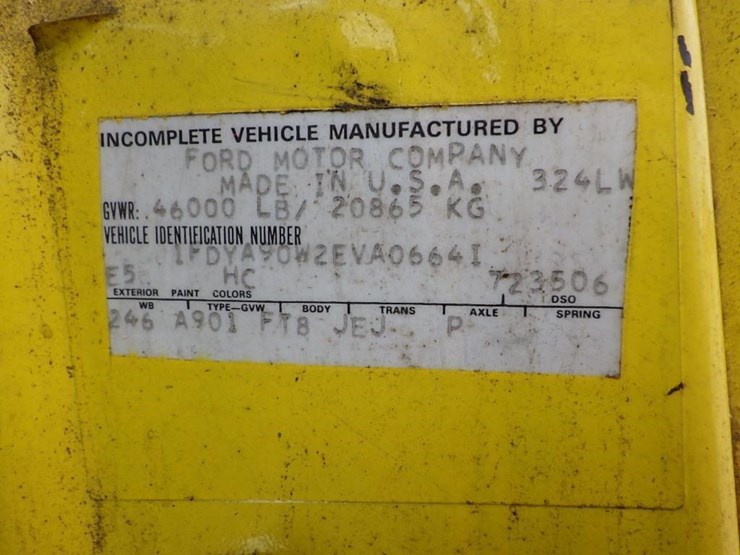 INCOMPLETE VEHICLE MANUFACTURED BY
FORD MOTOR COMPANY
MADE IN U.S.A. 324LW
GVWR: 46000 LB/ 20865 KG
VEHICLE IDENTIFICATION NUMBER
1FDYA90W2EVA06641
E5 HC 723506
EXTERIOR PAINT COLORS DSO
WB TYPE—GVW BODY TRANS AXLE SPRING
246 A901 FT8 JEJ P